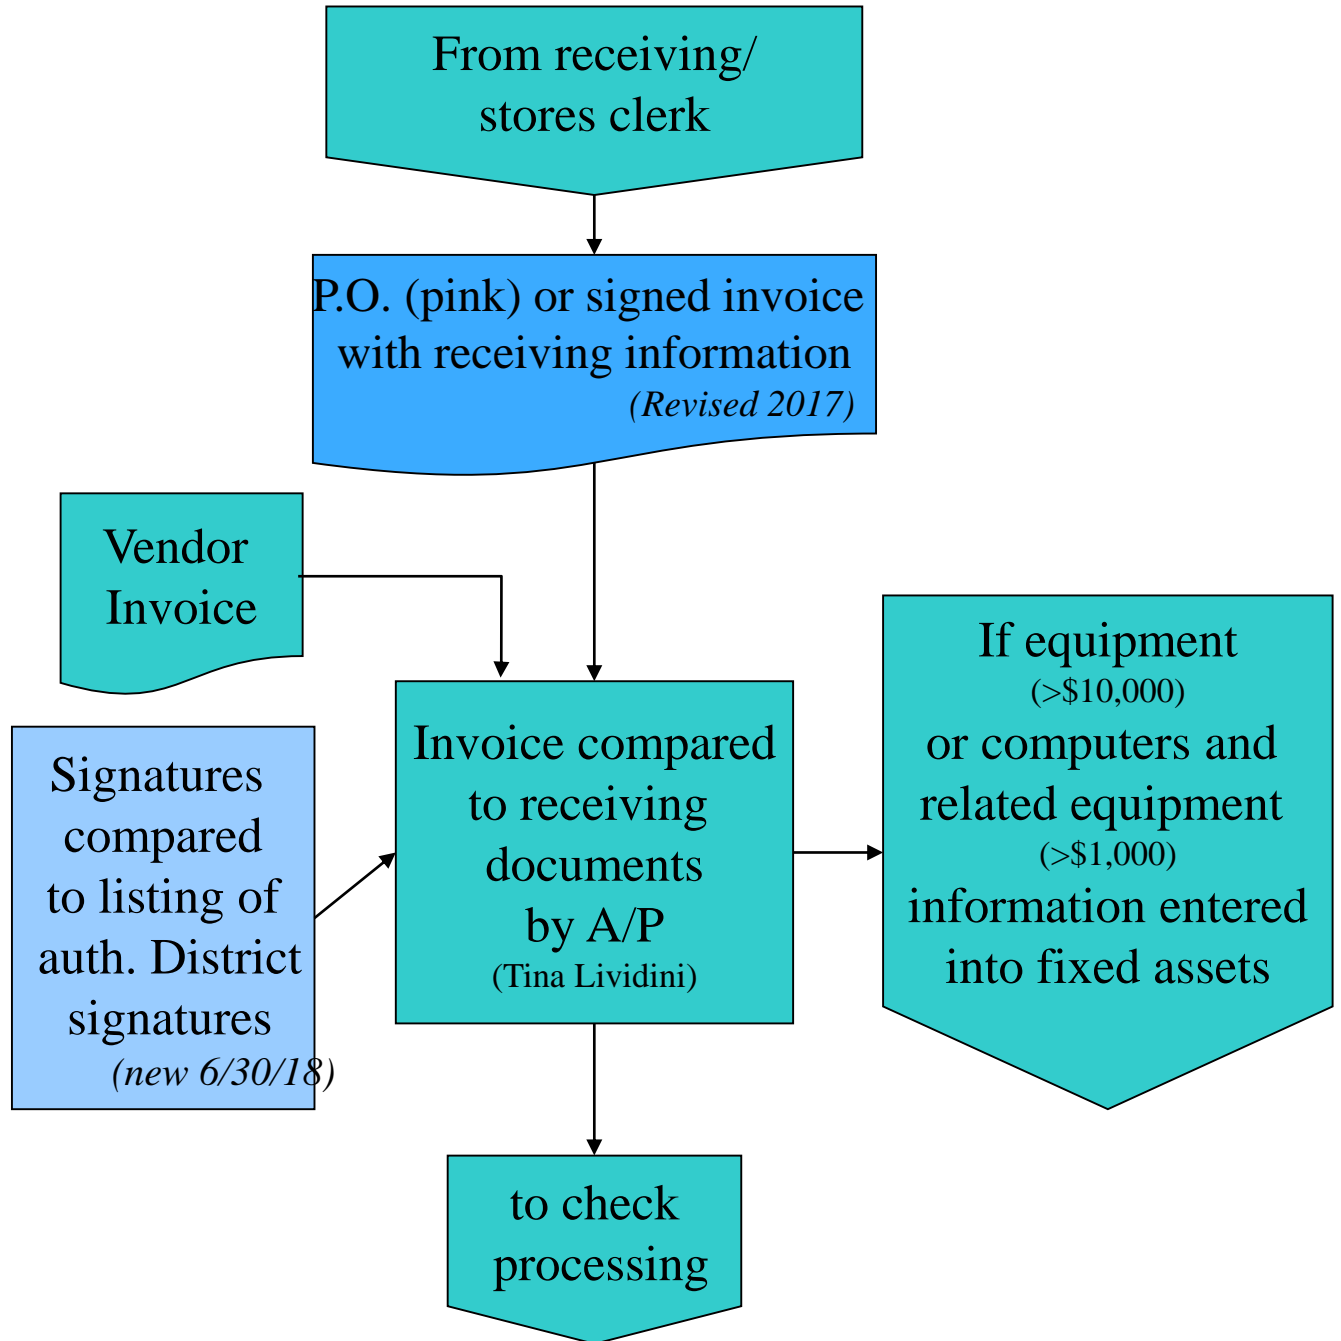 From receiving/
stores clerk
P.O. (pink) or signed invoice
with receiving information
(Revised 2017)
Vendor
Invoice
Signatures
compared
to listing of
auth. District
signatures
(new 6/30/18)
Invoice compared
to receiving
documents
by A/P
(Tina Lividini)
If equipment
(>$10,000)
or computers and
related equipment
(>$1,000)
information entered
into fixed assets
to check
processing